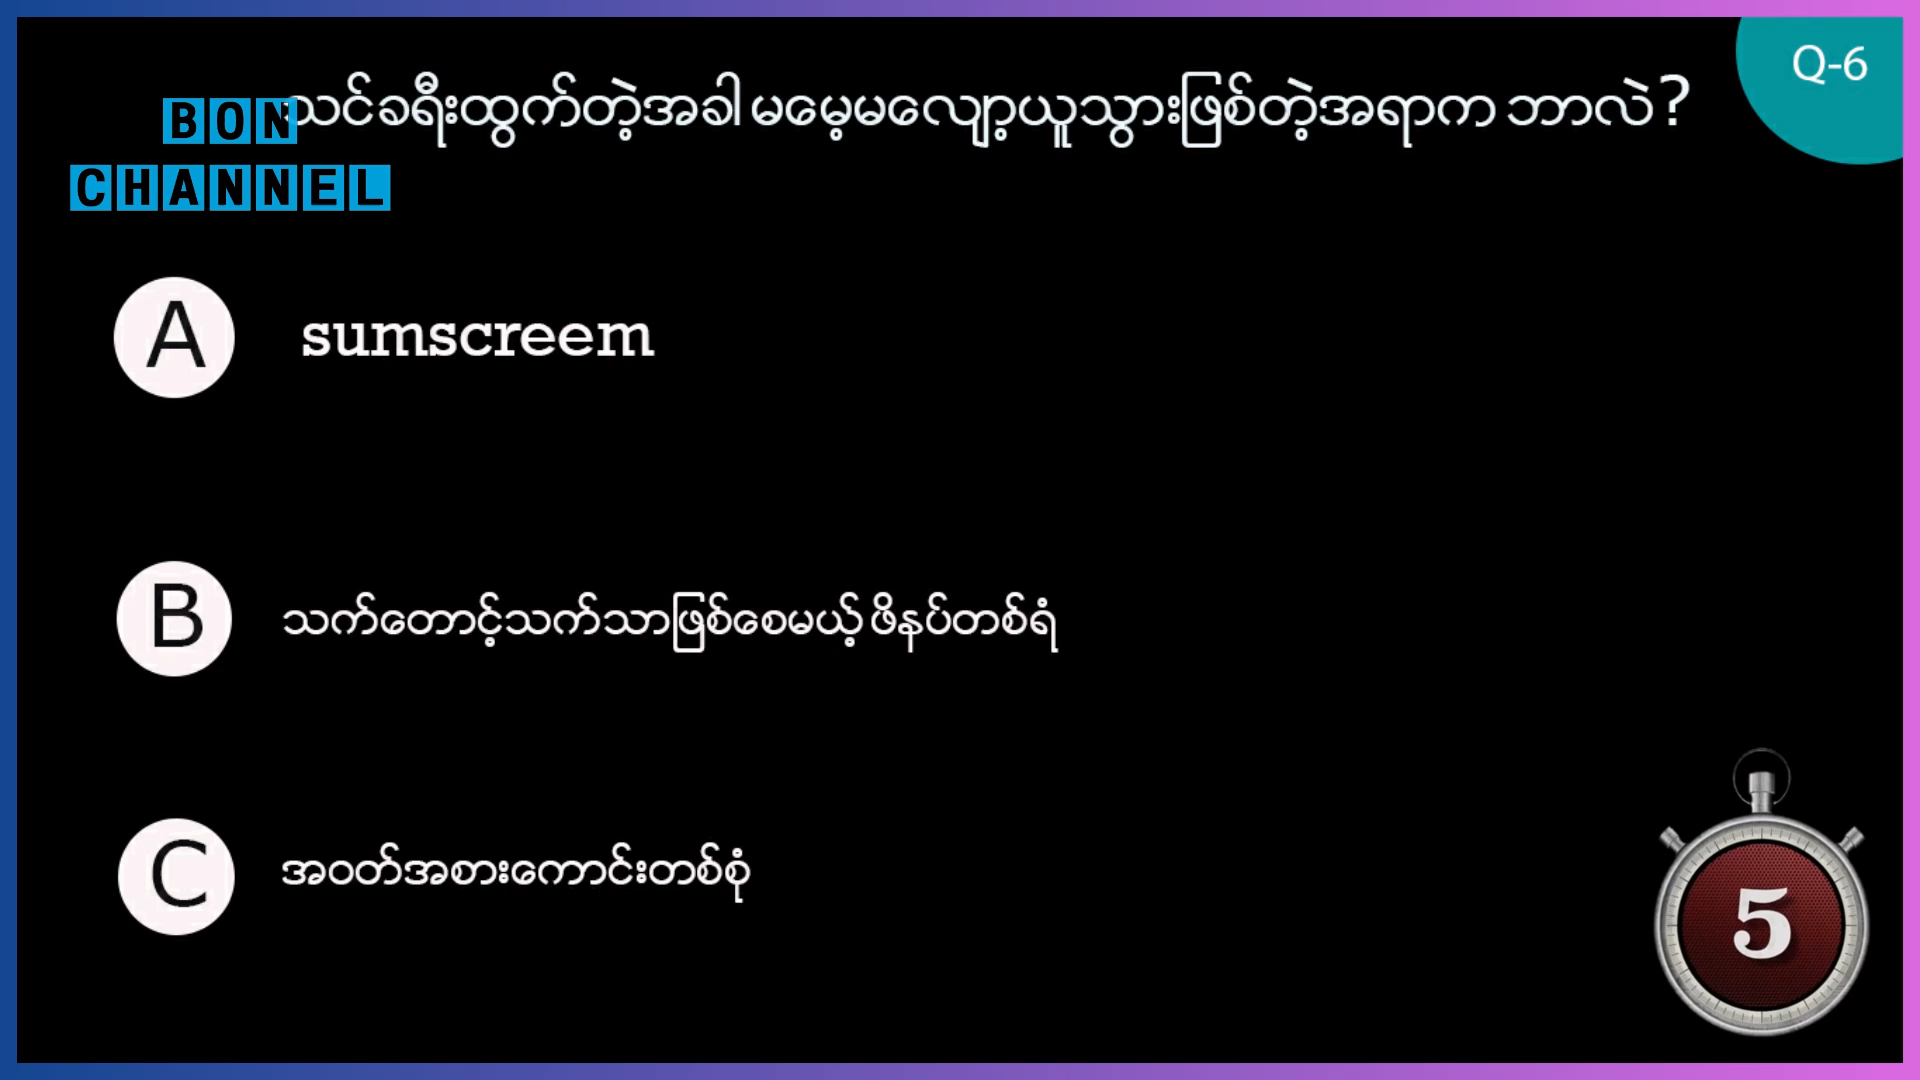 သင်ခရီးထွက်တဲ့အခါ မမေ့မလျော့ယူသွားဖြစ်တဲ့အရာက ဘာလဲ?
Q-6
BON
CHANNEL
A sumscreem
B သက်တောင့်သက်သာဖြစ်စေမယ့် ဖိနပ်တစ်ရံ
C အဝတ်အစားကောင်းတစ်စုံ
5